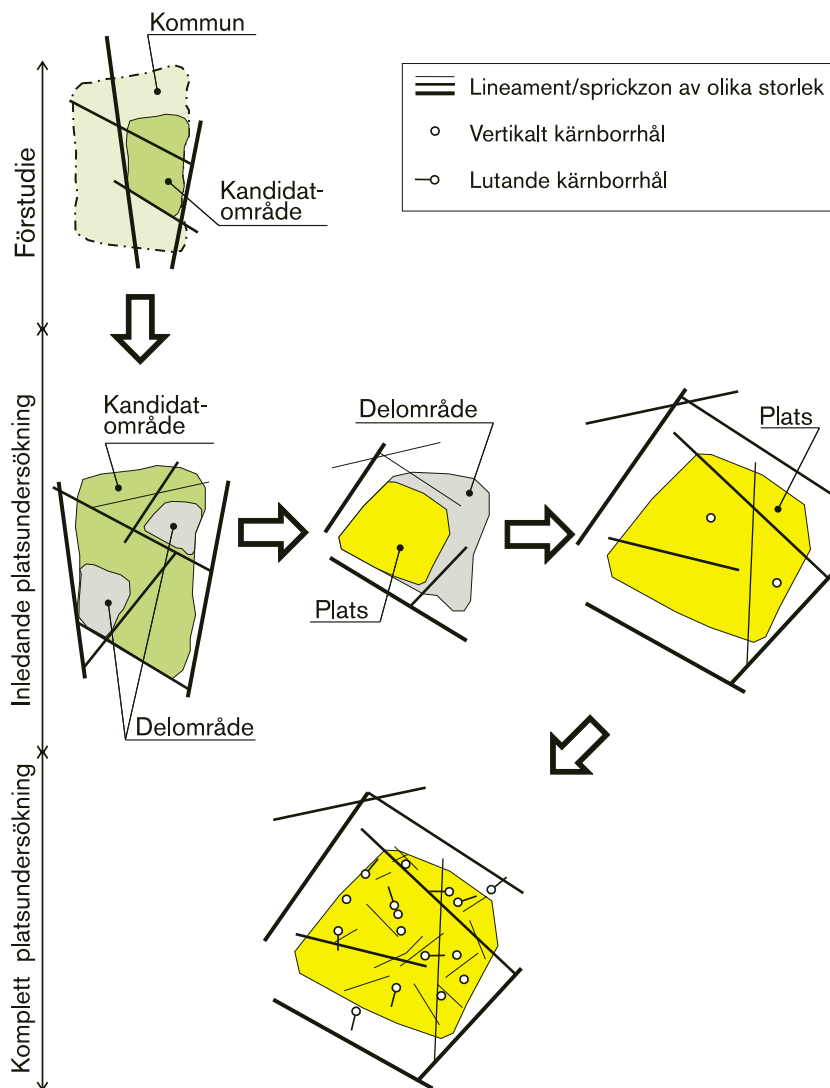 Kommun
Lineament/sprickzon av olika storlek
Vertikalt kärnborrhål
Lutande kärnborrhål
Kandidat-
område
Förstudie
Kandidat-
område
Delområde
Plats
Plats
Delområde
Inledande platsundersökning
Komplett platsundersökning